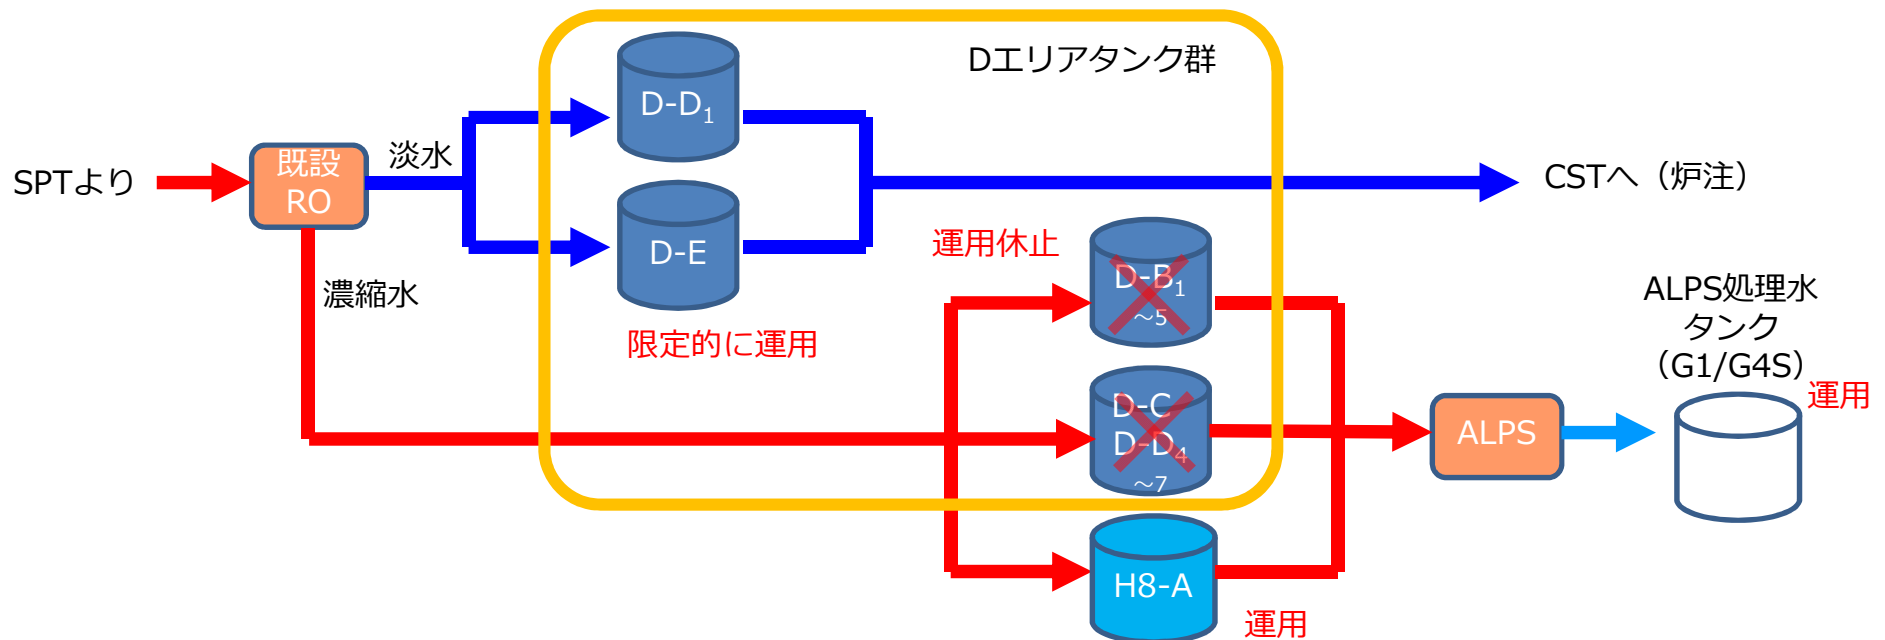 Dエリアタンク群
D-D₁
SPTより
既設
RO
淡水
CSTへ（炉注）
D-E
濃縮水
限定的に運用
運用休止
D-B₁
～5
D-C
D-D₄
～7
H8-A
運用
ALPS
ALPS処理水
タンク
（G1/G4S）
運用